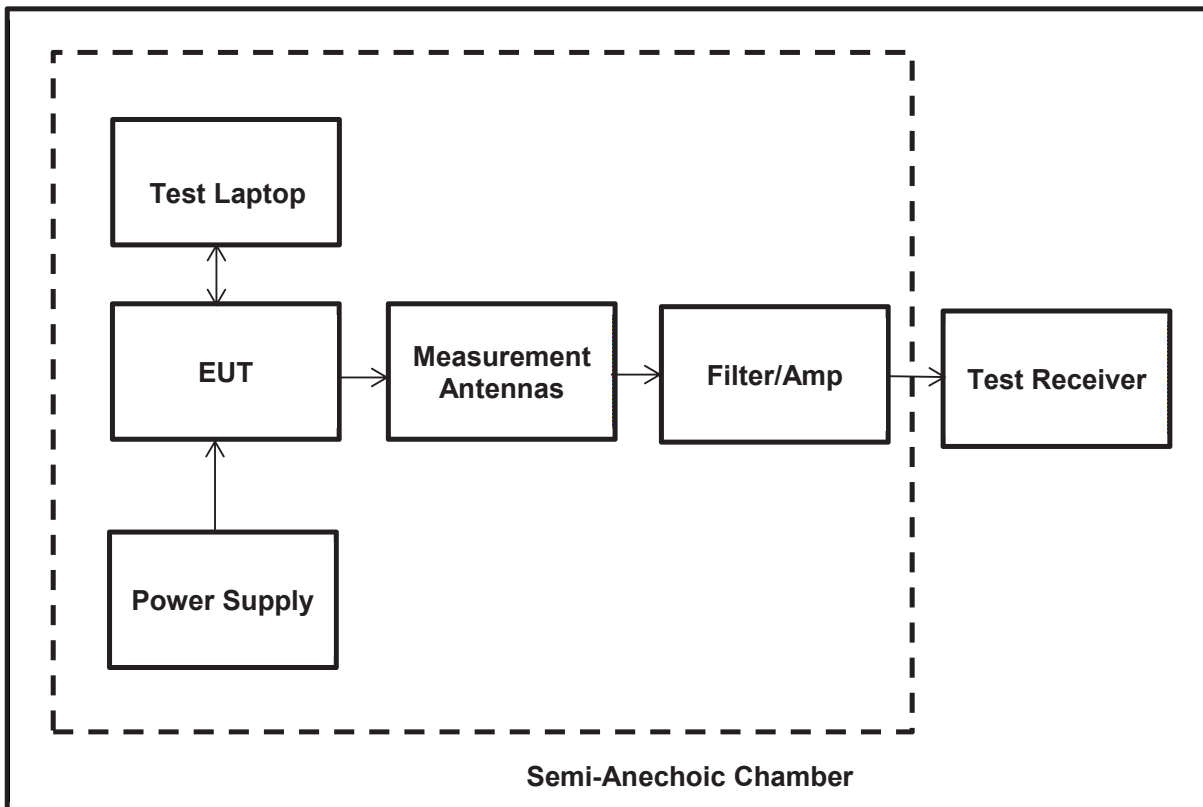 Test Laptop
EUT
Measurement
Antennas
Filter/Amp
Test Receiver
Power Supply
Semi-Anechoic Chamber